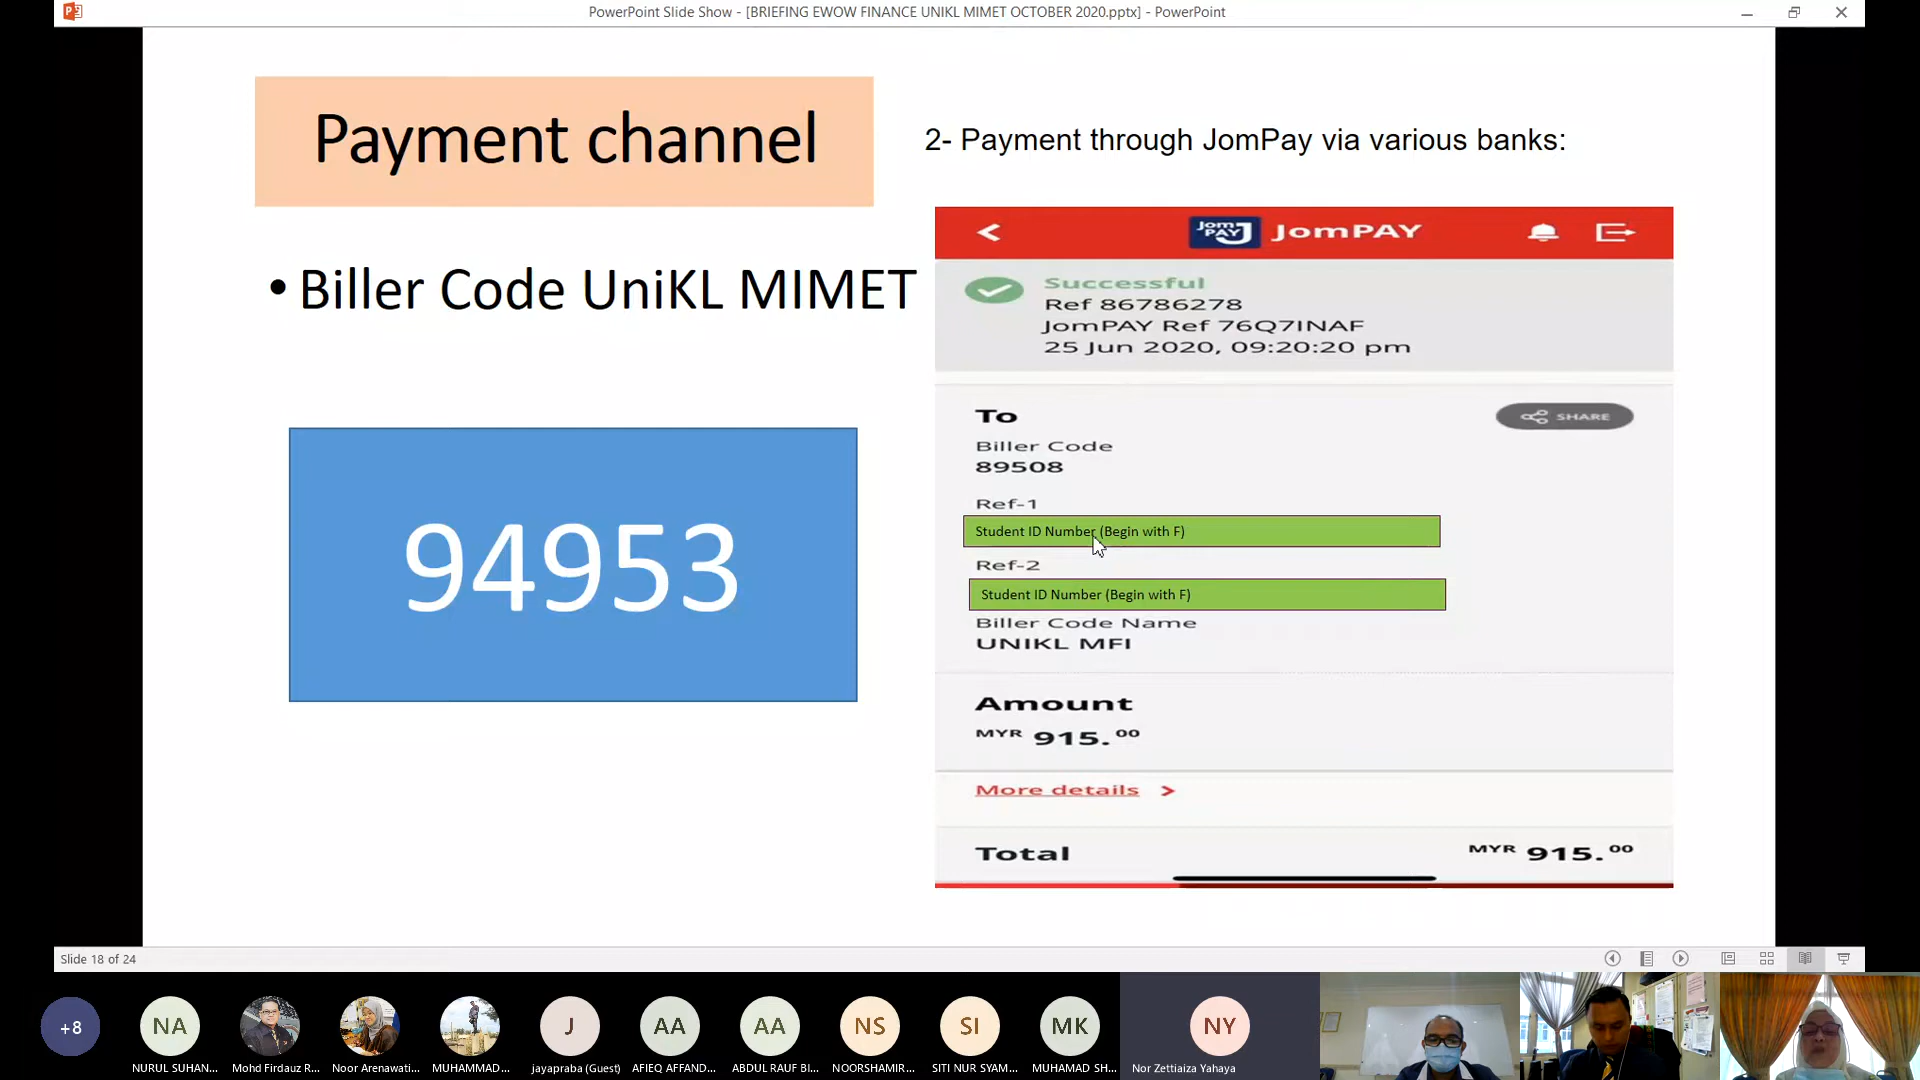 PowerPoint Slide Show - [BRIEFING EWOW FINANCE UNIKL MIMET OCTOBER 2020.pptx] - PowerPoint
Payment channel
2- Payment through JomPay via various banks:
• Biller Code UniKL MIMET
94953
Jom PAY JomPAY
Successful
Ref 86786278
JomPAY Ref 76Q7INAF
25 Jun 2020, 09:20:20 pm
To
SHARE
Biller Code
89508
Ref-1
Student ID Number (Begin with F)
Ref-2
Student ID Number (Begin with F)
Biller Code Name
UNIKL MFI
Amount
MYR 915.00
More details
Total MYR 915.00
Slide 18 of 24
+8 NA J AA AA NS SI MK NY
NURUL SUHAN... Mohd Firdauz R... Noor Arenawati... MUHAMMAD... jayapraba (Guest) AFIEQ AFFAND... ABDUL RAUF BI... NOORSHAMIR... SITI NUR SYAM... MUHAMAD SH... Nor Zettiaiza Yahaya